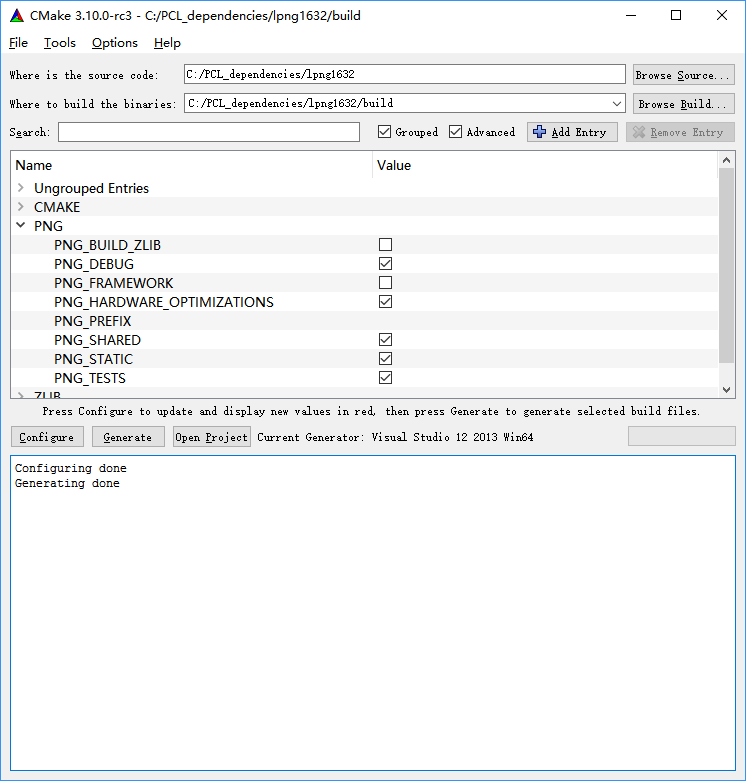 CMake 3.10.0-rc3 - C:/PCL_dependencies/lpng1632/build
File Tools Options Help
Where is the source code: C:/PCL_dependencies/lpng1632 Browse Source...
Where to build the binaries: C:/PCL_dependencies/lpng1632/build Browse Build...
Search: Grouped Advanced Add Entry Remove Entry
Name Value
Ungrouped Entries
CMAKE
PNG
PNG_BUILD_ZLIB
PNG_DEBUG
PNG_FRAMEWORK
PNG_HARDWARE_OPTIMIZATIONS
PNG_PREFIX
PNG_SHARED
PNG_STATIC
PNG_TESTS
ZLIB
Press Configure to update and display new values in red, then press Generate to generate selected build files.
Configure Generate Open Project Current Generator: Visual Studio 12 2013 Win64
Configuring done
Generating done